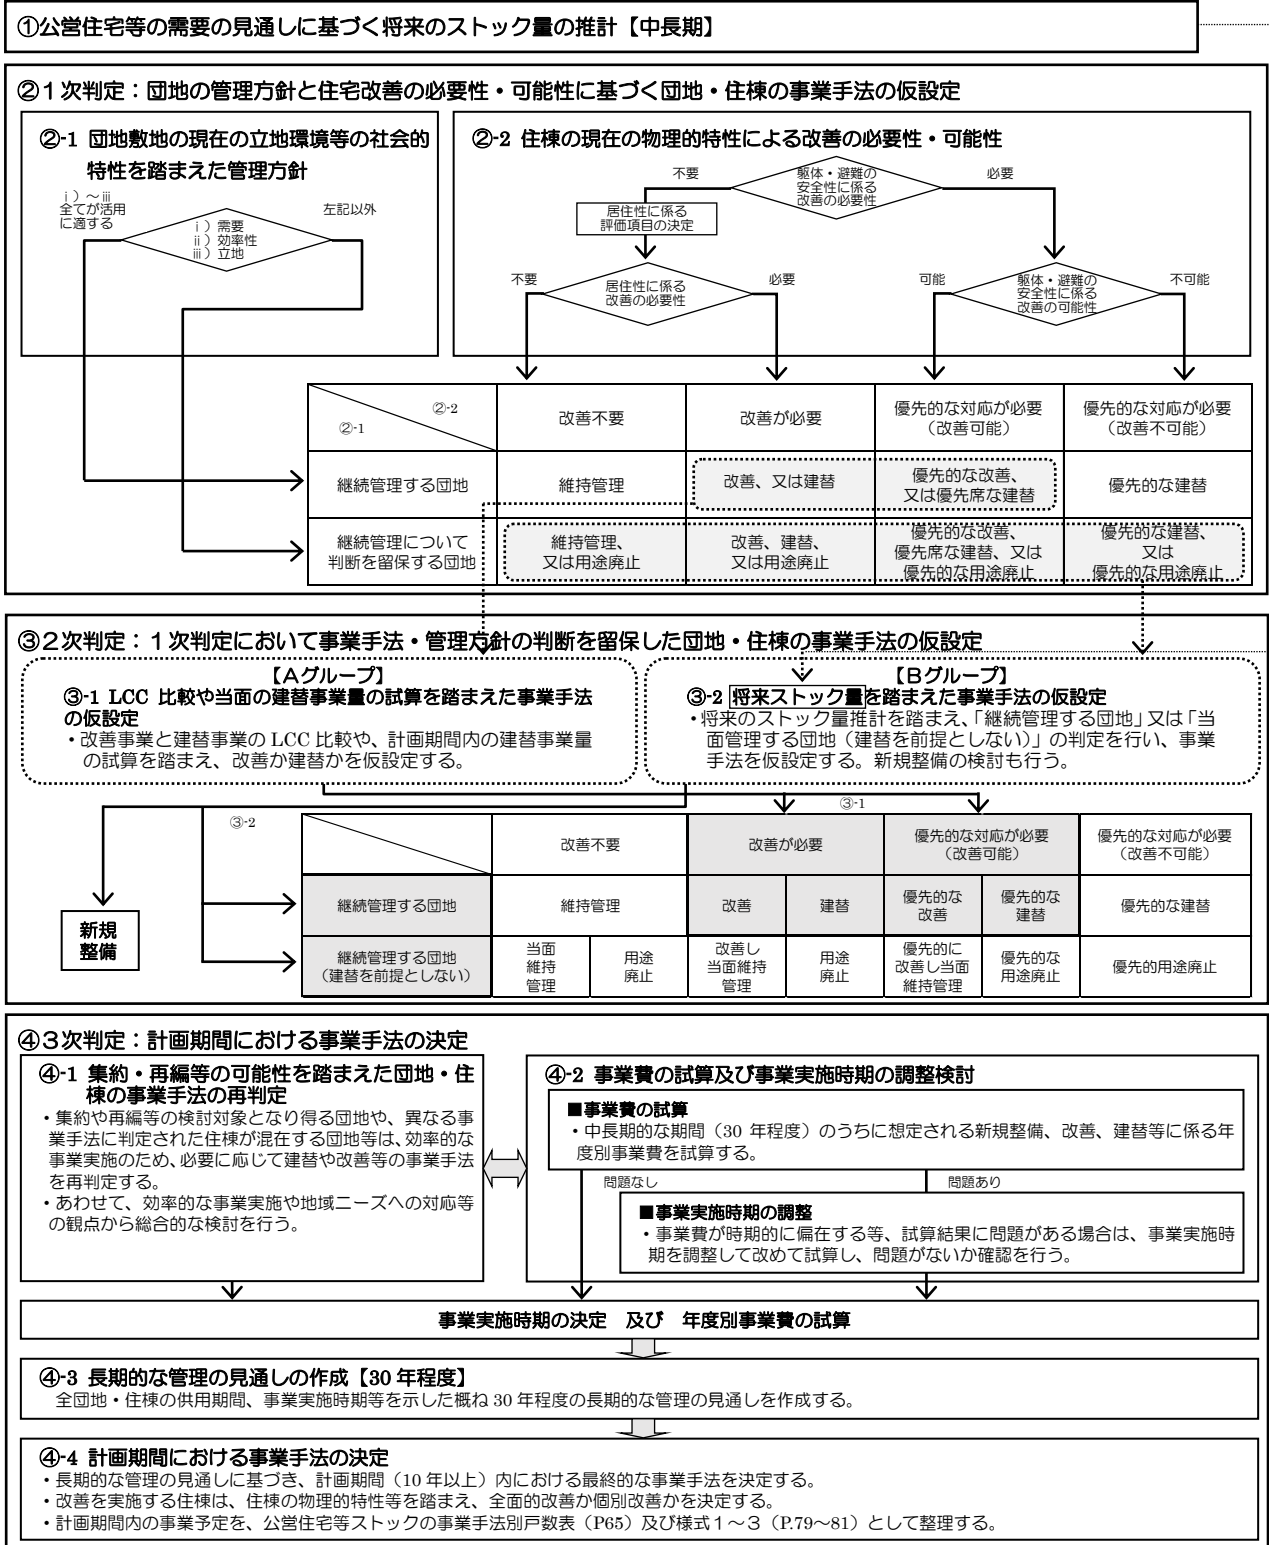 ①公営住宅等の需要の見通しに基づく将来のストック量の推計【中長期】
②１次判定：団地の管理方針と住宅改善の必要性・可能性に基づく団地・住棟の事業手法の仮設定
②-1 団地敷地の現在の立地環境等の社会的
特性を踏まえた管理方針
ⅰ）～ⅲ
全てが活用
に適する
ⅰ）需要
ⅱ）効率性
ⅲ）立地
左記以外
②-2 住棟の現在の物理的特性による改善の必要性・可能性
不要
躯体・避難の
安全性に係る
改善の必要性
必要
居住性に係る
評価項目の決定
不要
居住性に係る
改善の必要性
必要
可能
躯体・避難の
安全性に係る
改善の可能性
不可能
②-2
②-1
改善不要
改善が必要
優先的な対応が必要
（改善可能）
優先的な対応が必要
（改善不可能）
継続管理する団地
維持管理
改善、又は建替
優先的な改善、
又は優先席な建替
優先的な建替
継続管理について
判断を留保する団地
維持管理、
又は用途廃止
改善、建替、
又は用途廃止
優先的な改善、
優先席な建替、又は
優先的な用途廃止
優先的な建替、
又は
優先的な用途廃止
③２次判定：１次判定において事業手法・管理方針の判断を留保した団地・住棟の事業手法の仮設定
【Ａグループ】
③-1 LCC 比較や当面の建替事業量の試算を踏まえた事業手法
の仮設定
・改善事業と建替事業の LCC 比較や、計画期間内の建替事業量
の試算を踏まえ、改善か建替かを仮設定する。
【Ｂグループ】
③-2 将来ストック量を踏まえた事業手法の仮設定
・将来のストック量推計を踏まえ、「継続管理する団地」又は「当
面管理する団地（建替を前提としない）」の判定を行い、事業
手法を仮設定する。新規整備の検討も行う。
③-1
③-2
新規
整備
改善不要
改善が必要
優先的な対応が必要
（改善可能）
優先的な対応が必要
（改善不可能）
継続管理する団地
維持管理
改善
建替
優先的な
改善
優先的な
建替
優先的な建替
継続管理する団地
（建替を前提としない）
当面
維持
管理
用途
廃止
改善し
当面維持
管理
用途
廃止
優先的に
改善し当面
維持管理
優先的な
用途廃止
優先的用途廃止
④３次判定：計画期間における事業手法の決定
④-1 集約・再編等の可能性を踏まえた団地・住
棟の事業手法の再判定
・集約や再編等の検討対象となり得る団地や、異なる事
業手法に判定された住棟が混在する団地等は、効率的な
事業実施のため、必要に応じて建替や改善等の事業手法
を再判定する。
・あわせて、効率的な事業実施や地域ニーズへの対応等
の観点から総合的な検討を行う。
④-2 事業費の試算及び事業実施時期の調整検討
■事業費の試算
・中長期的な期間（30 年程度）のうちに想定される新規整備、改善、建替等に係る年
度別事業費を試算する。
問題なし
問題あり
■事業実施時期の調整
・事業費が時期的に偏在する等、試算結果に問題がある場合は、事業実施時
期を調整して改めて試算し、問題がないか確認を行う。
事業実施時期の決定　及び　年度別事業費の試算
④-3 長期的な管理の見通しの作成【30 年程度】
全団地・住棟の供用期間、事業実施時期等を示した概ね 30 年程度の長期的な管理の見通しを作成する。
④-4 計画期間における事業手法の決定
・長期的な管理の見通しに基づき、計画期間（10 年以上）内における最終的な事業手法を決定する。
・改善を実施する住棟は、住棟の物理的特性等を踏まえ、全面的改善か個別改善かを決定する。
・計画期間内の事業予定を、公営住宅等ストックの事業手法別戸数表（P65）及び様式１～３（P.79～81）として整理する。